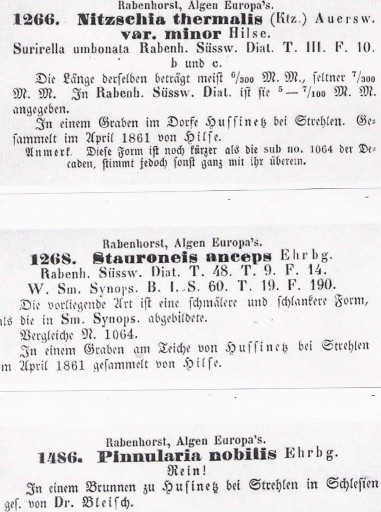 Rabenhorst, Algen Europa's.
1266. Nitzschia thermalis (Ktz.) Auersw.
var. minor Hilse.
Surirella umbonata Rabenh. Süssw. Diat. T. III. F. 10.
b und c.
Die Länge derselben beträgt meist 6/300 M. M., seltner 7/300
M. M. In Rabenh. Süssw. Diat. ist sie 5—7/100 M. M.
angegeben.
In einem Graben im Dorfe Hussinetz bei Strehlen. Ge-
sammelt im April 1861 von Hilse.
Anmerk. Diese Form ist noch kürzer als die sub no. 1064 der De-
caden, stimmt jedoch sonst ganz mit ihr überein.
Rabenhorst, Algen Europa's.
1268. Stauroneis anceps Ehrbg.
Rabenh. Süssw. Diat. T. 48. T. 9. F. 14.
W. Sm. Synops. B. I. S. 60. T. 19. F. 190.
Die vorliegende Art ist eine schmälere und schlankere Form,
als die in Sm. Synops. abgebildete.
Vergleiche N. 1064.
In einem Graben am Teiche von Hussinetz bei Strehlen
im April 1861 gesammelt von Hilse.
Rabenhorst, Algen Europa's.
1486. Pinnularia nobilis Ehrbg.
Rein!
In einem Brunnen zu Husinetz bei Strehlen in Schlesien
ges. von Dr. Bleisch.